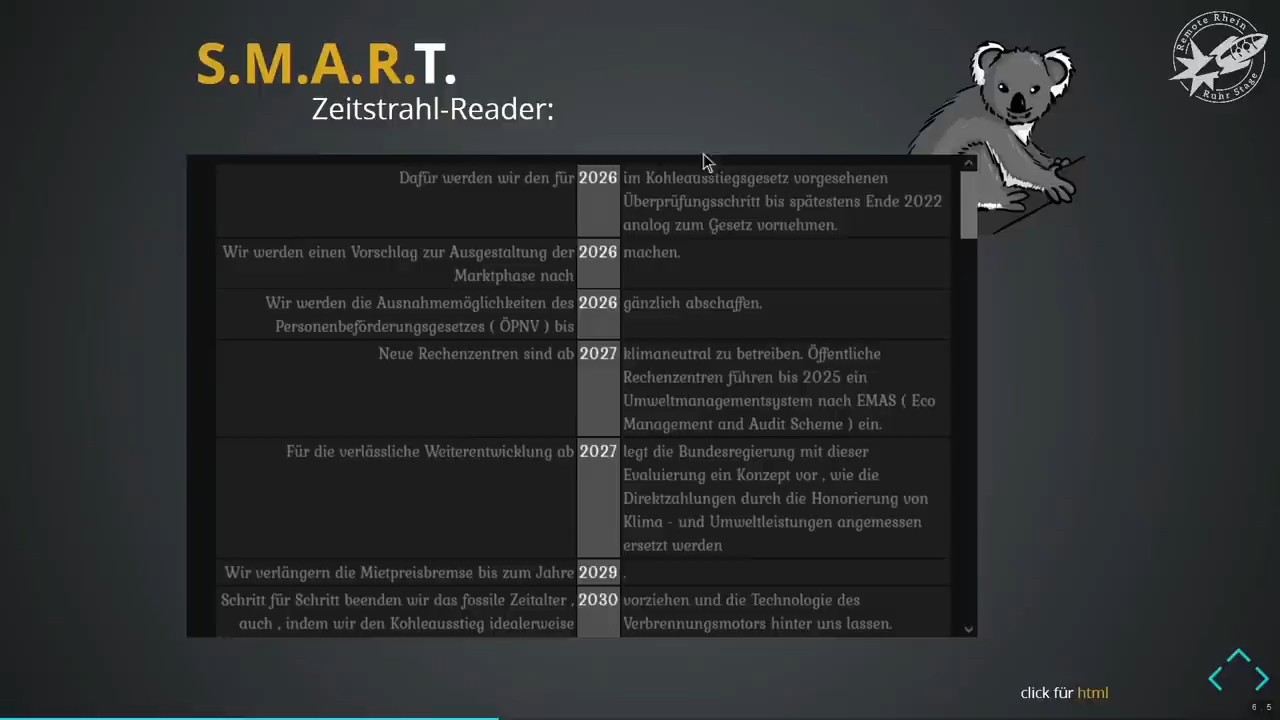 S.M.A.R.T.
Zeitstrahl-Reader:
Remote Rhein
Ruhr Stage
Dafür werden wir den für 2026 im Kohleausstiegsgesetz vorgesehenen
Überprüfungsschritt bis spätestens Ende 2022
analog zum Gesetz vornehmen.
Wir werden einen Vorschlag zur Ausgestaltung der 2026 machen.
Marktphase nach
Wir werden die Ausnahmemöglichkeiten des 2026 gänzlich abschaffen.
Personenbeförderungsgesetzes ( ÖPNV ) bis
Neue Rechenzentren sind ab 2027 klimaneutral zu betreiben. Öffentliche
Rechenzentren führen bis 2025 ein
Umweltmanagementsystem nach EMAS ( Eco
Management and Audit Scheme ) ein.
Für die verlässliche Weiterentwicklung ab 2027 legt die Bundesregierung mit dieser
Evaluierung ein Konzept vor , wie die
Direktzahlungen durch die Honorierung von
Klima - und Umweltleistungen angemessen
ersetzt werden
Wir verlängern die Mietpreisbremse bis zum Jahre 2029 .
Schritt für Schritt beenden wir das fossile Zeitalter , 2030 vorziehen und die Technologie des
auch , indem wir den Kohleausstieg idealerweise Verbrennungsmotors hinter uns lassen.
click für html
6 . 5